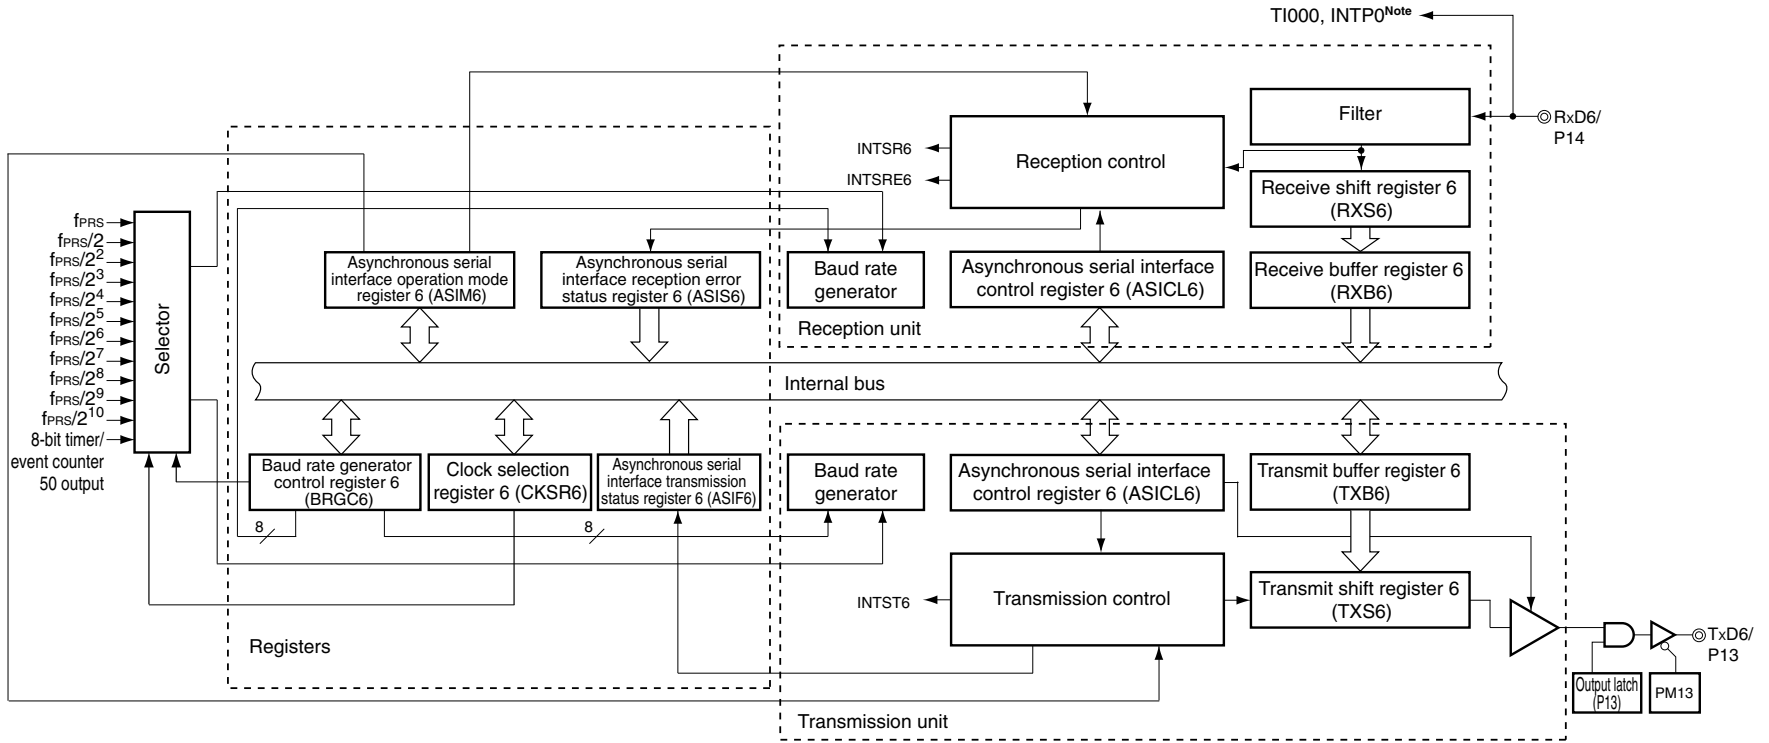 TI000, INTP0Note
Filter
RxD6/
P14
Reception control
INTSR6
INTSRE6
Receive shift register 6
(RXS6)
fPRS
fPRS/2
fPRS/2²
fPRS/2³
fPRS/2⁴
fPRS/2⁵
fPRS/2⁶
fPRS/2⁷
fPRS/2⁸
fPRS/2⁹
fPRS/2¹⁰
8-bit timer/
event counter
50 output
Selector
Asynchronous serial
interface operation mode
register 6 (ASIM6)
Asynchronous serial
interface reception error
status register 6 (ASIS6)
Baud rate
generator
Asynchronous serial interface
control register 6 (ASICL6)
Receive buffer register 6
(RXB6)
Reception unit
Internal bus
Baud rate generator
control register 6
(BRGC6)
Clock selection
register 6 (CKSR6)
Asynchronous serial
interface transmission
status register 6 (ASIF6)
Baud rate
generator
Asynchronous serial interface
control register 6 (ASICL6)
Transmit buffer register 6
(TXB6)
8
8
INTST6
Transmission control
Transmit shift register 6
(TXS6)
Registers
TxD6/
P13
Output latch
(P13)
PM13
Transmission unit